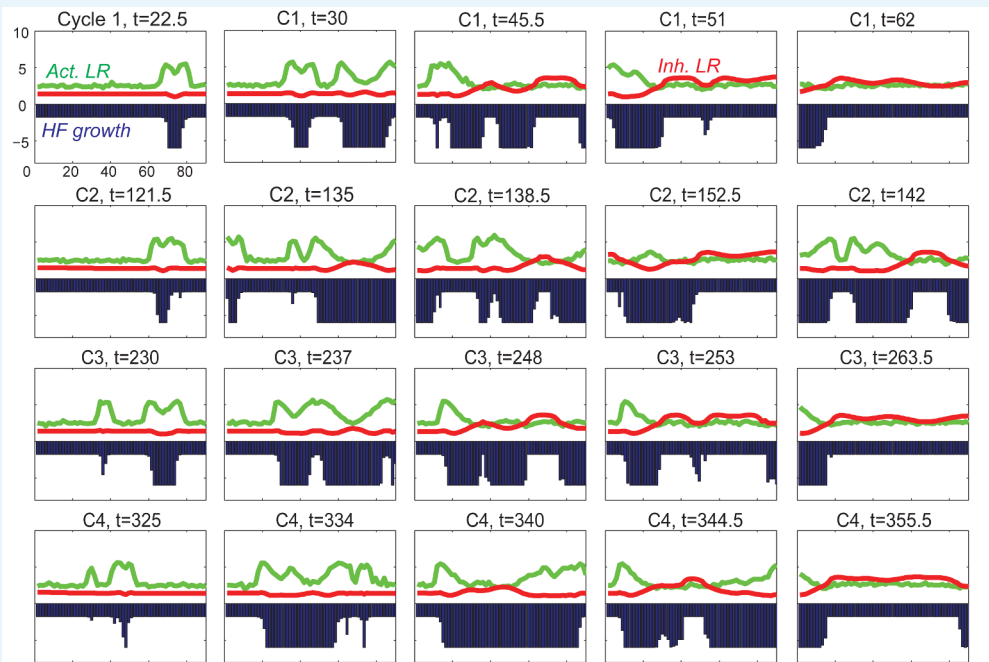 Cycle 1, t=22.5 C1, t=30 C1, t=45.5 C1, t=51 C1, t=62
10
5
0
−5
Act. LR
Inh. LR
HF growth
0 20 40 60 80
C2, t=121.5 C2, t=135 C2, t=138.5 C2, t=152.5 C2, t=142
C3, t=230 C3, t=237 C3, t=248 C3, t=253 C3, t=263.5
C4, t=325 C4, t=334 C4, t=340 C4, t=344.5 C4, t=355.5